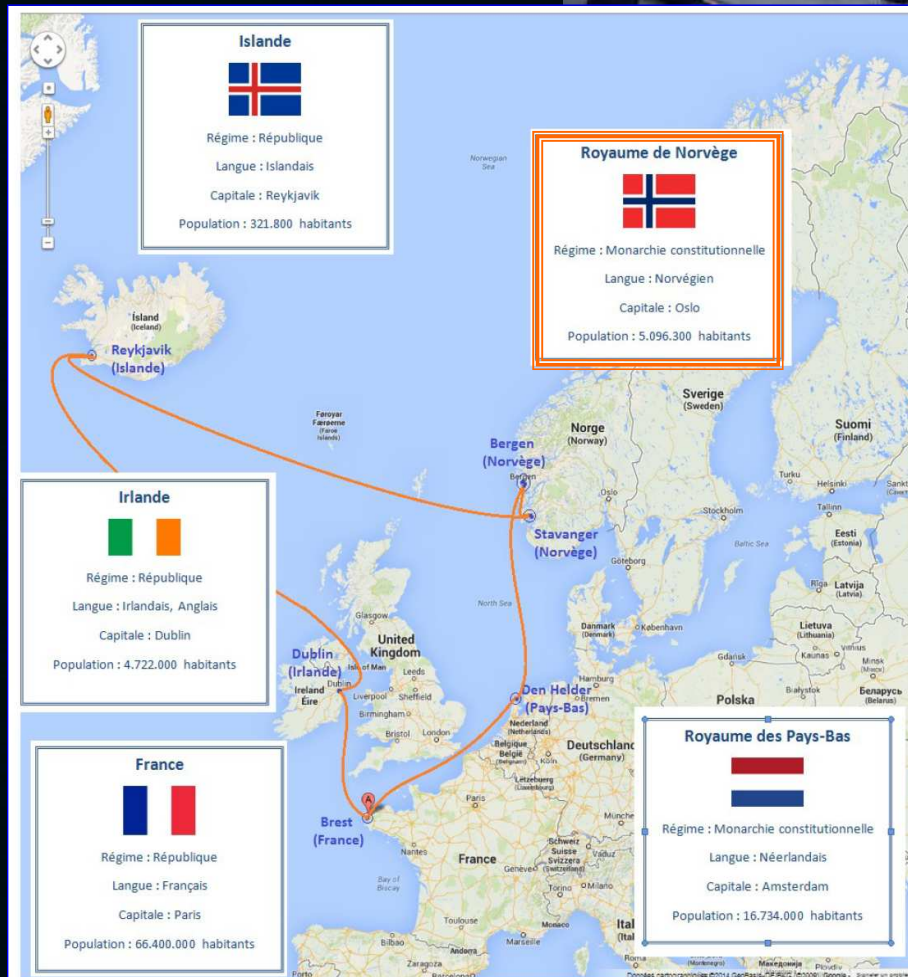 Islande
Régime : République
Langue : Islandais
Capitale : Reykjavik
Population : 321.800 habitants
Norwegian
Sea
Royaume de Norvège
Régime : Monarchie constitutionnelle
Langue : Norvégien
Capitale : Oslo
Population : 5.096.300 habitants
Ísland
(Iceland)
Reykjavik
(Islande)
Føroyar
Færøerne
(Faroe
Islands)
Sverige
(Sweden)
Norge
(Norway)
Suomi
(Finland)
Bergen
(Norvège)
Bergen
Oslo
Turku
Helsinki
Stockholm
Tallinn
Stavanger
(Norvège)
Eesti
(Estonia)
Baltic Sea
Göteborg
Rīga
Latvija
(Latvia)
Irlande
Régime : République
Langue : Irlandais, Anglais
Capitale : Dublin
Population : 4.722.000 habitants
North Sea
Glasgow
United
Kingdom
Danmark
(Denmark)
København
Lietuva
(Lithuania)
Vilnius
Kaunas
Minsk
Gdańsk
Dublin
(Irlande)
Isle of Man
Leeds
Dublin
Ireland
Éire
Liverpool
Sheffield
Birmingham
Bristol
London
Hamburg
Bremen
Den Helder
(Pays-Bas)
Nederland
(Netherlands)
Polska
Białystok
Беларусь
(Belarus)
Belgique
België
(Belgium)
Köln
Deutschland
(Germany)
Royaume des Pays-Bas
Régime : Monarchie constitutionnelle
Langue : Néerlandais
Capitale : Amsterdam
Population : 16.734.000 habitants
France
Régime : République
Langue : Français
Capitale : Paris
Population : 66.400.000 habitants
A
Brest
(France)
Paris
Nantes
France
Schweiz
Suisse
Svizzera
(Switzerland)
Genève
Vaduz
Torino
Milano
Bay of
Biscay
Toulouse
Monaco
Marseille
Bilbao
Andorra
Zaragoza
Barcelona
Porto
Roma
Македонија